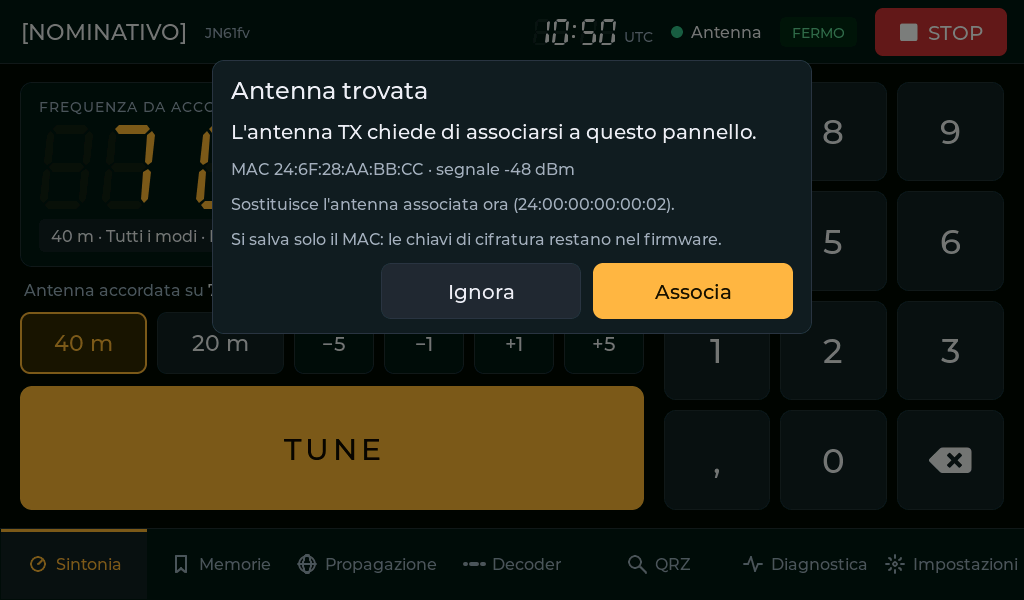 [NOMINATIVO] JN61fv 10:50 UTC Antenna FERMO STOP
Antenna trovata
L'antenna TX chiede di associarsi a questo pannello.
MAC 24:6F:28:AA:BB:CC · segnale -48 dBm
Sostituisce l'antenna associata ora (24:00:00:00:00:02).
Si salva solo il MAC: le chiavi di cifratura restano nel firmware.
Ignora Associa
FREQUENZA DA ACCO
7
40 m · Tutti i modi ·
Antenna accordata su
40 m 20 m −5 −1 +1 +5
TUNE
8 9
5 6
1 2 3
, 0
Sintonia Memorie Propagazione Decoder QRZ Diagnostica Impostazioni